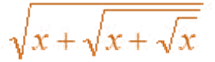 √(x + √(x + √x))